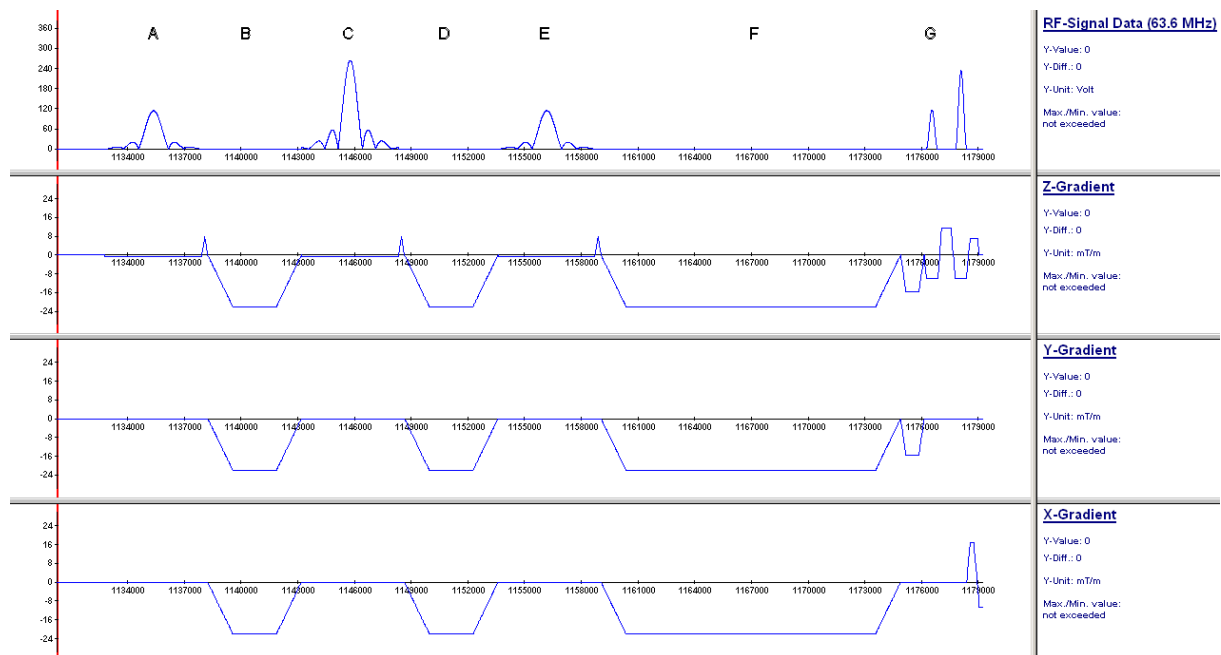 A B C D E F G
360
300
240
180
120
60
0
1134000 1137000 1140000 1143000 1146000 1149000 1152000 1155000 1158000 1161000 1164000 1167000 1170000 1173000 1176000 1179000
RF-Signal Data (63.6 MHz)
Y-Value: 0
Y-Diff.: 0
Y-Unit: Volt
Max./Min. value:
not exceeded
24
16
8
0
-8
-16
-24
1134000 1137000 1140000 1143000 1146000 1149000 1152000 1155000 1158000 1161000 1164000 1167000 1170000 1173000 1176000 1179000
Z-Gradient
Y-Value: 0
Y-Diff.: 0
Y-Unit: mT/m
Max./Min. value:
not exceeded
24
16
8
0
-8
-16
-24
1134000 1137000 1140000 1143000 1146000 1149000 1152000 1155000 1158000 1161000 1164000 1167000 1170000 1173000 1176000 1179000
Y-Gradient
Y-Value: 0
Y-Diff.: 0
Y-Unit: mT/m
Max./Min. value:
not exceeded
24
16
8
0
-8
-16
-24
1134000 1137000 1140000 1143000 1146000 1149000 1152000 1155000 1158000 1161000 1164000 1167000 1170000 1173000 1176000 1179000
X-Gradient
Y-Value: 0
Y-Diff.: 0
Y-Unit: mT/m
Max./Min. value:
not exceeded